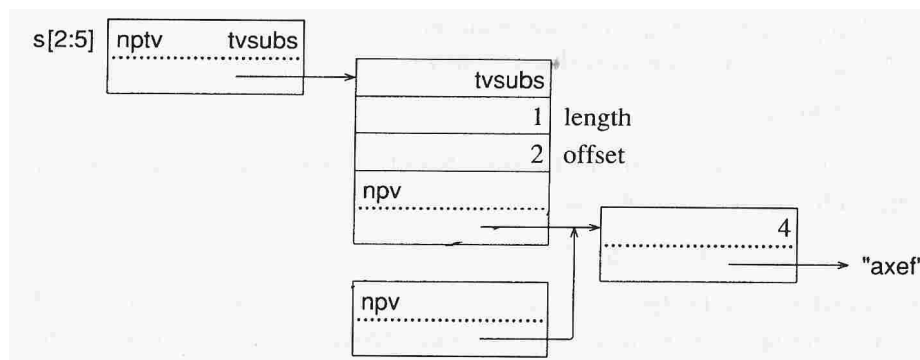 s[2:5] nptv tvsubs
tvsubs
1 length
2 offset
npv
4
"axef"
npv